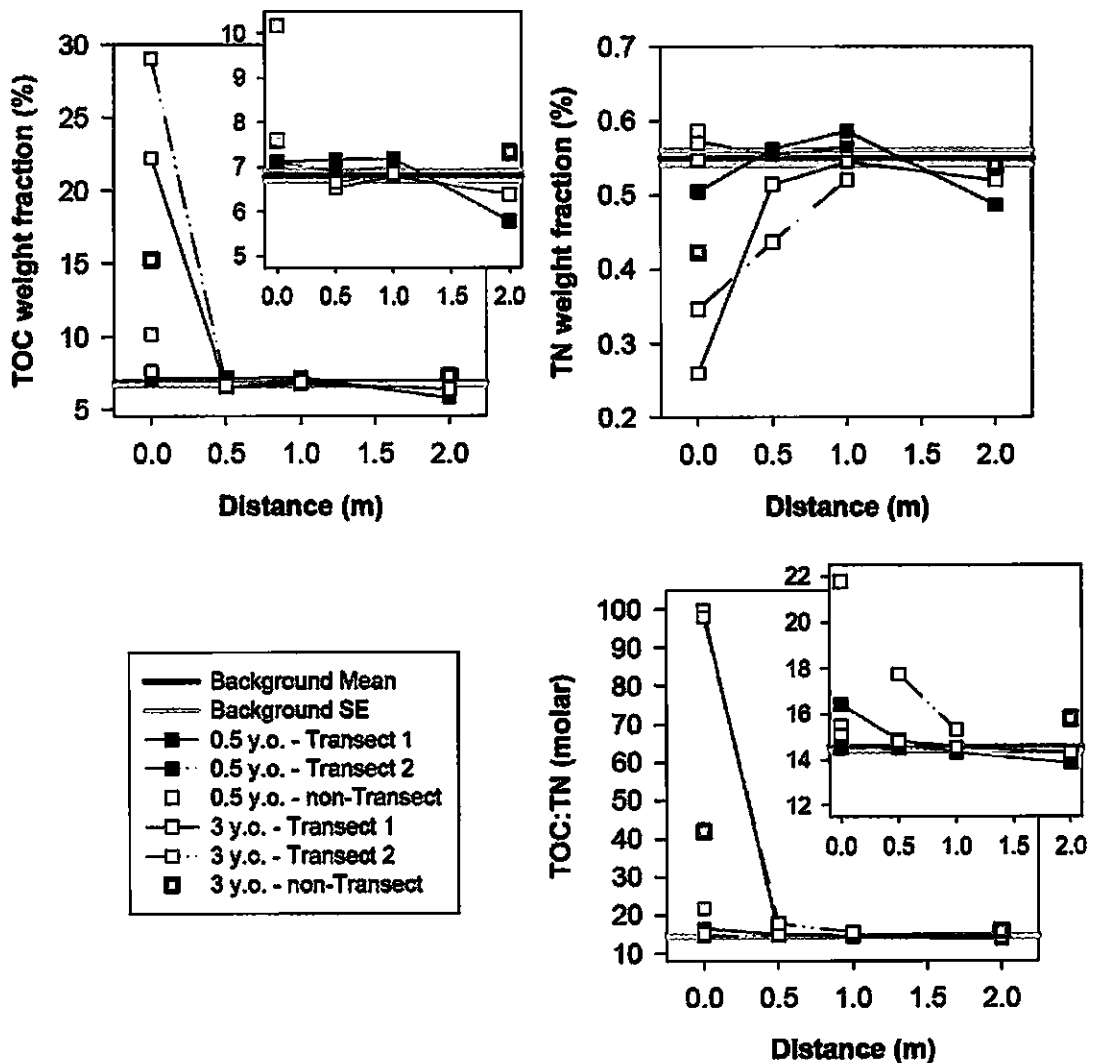 TOC weight fraction (%)
30
25
20
15
10
5
0.0 0.5 1.0 1.5 2.0
Distance (m)
10
9
8
7
6
5
0.0 0.5 1.0 2.0
TN weight fraction (%)
0.7
0.6
0.5
0.4
0.3
0.2
0.0 0.5 1.0 1.5 2.0
Distance (m)
Background Mean
Background SE
0.5 y.o. - Transect 1
0.5 y.o. - Transect 2
0.5 y.o. - non-Transect
3 y.o. - Transect 1
3 y.o. - Transect 2
3 y.o. - non-Transect
TOC:TN (molar)
100
90
80
70
60
50
40
30
20
10
0.0 0.5 1.0 1.5 2.0
Distance (m)
22
20
18
16
14
12
0.0 0.5 1.0 2.0